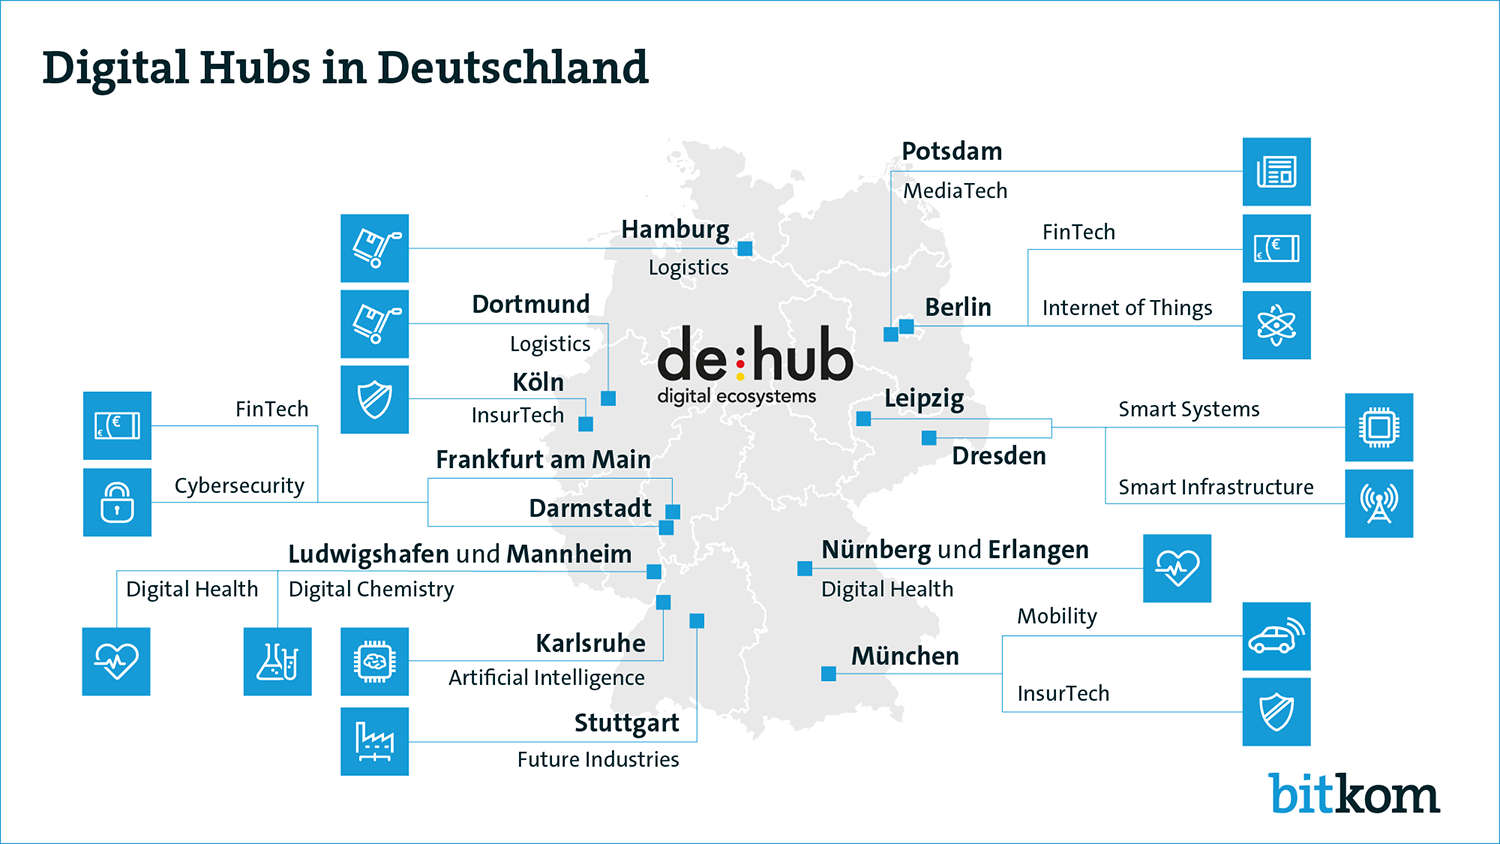 Digital Hubs in Deutschland
Potsdam
MediaTech
Hamburg
Logistics
FinTech
Dortmund
Logistics
Berlin
Internet of Things
de:hub
digital ecosystems
Köln
InsurTech
Leipzig
Dresden
Smart Systems
Smart Infrastructure
FinTech
Cybersecurity
Frankfurt am Main
Darmstadt
Ludwigshafen und Mannheim
Digital Health
Digital Chemistry
Nürnberg und Erlangen
Digital Health
Karlsruhe
Artificial Intelligence
München
Mobility
InsurTech
Stuttgart
Future Industries
bitkom